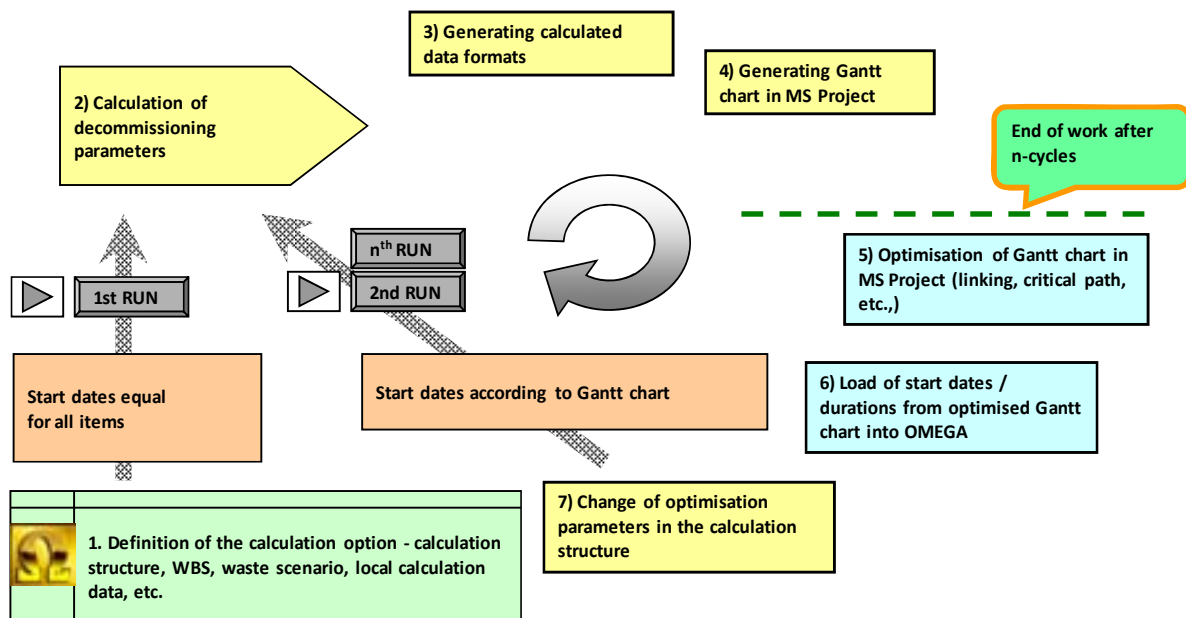 3) Generating calculated
data formats
4) Generating Gantt
chart in MS Project
2) Calculation of
decommissioning
parameters
End of work after
n-cycles
nth RUN
2nd RUN
1st RUN
5) Optimisation of Gantt chart in
MS Project (linking, critical path,
etc.,)
Start dates equal
for all items
Start dates according to Gantt chart
6) Load of start dates /
durations from optimised Gantt
chart into OMEGA
7) Change of optimisation
parameters in the calculation
structure
Ω
1. Definition of the calculation option - calculation
structure, WBS, waste scenario, local calculation
data, etc.